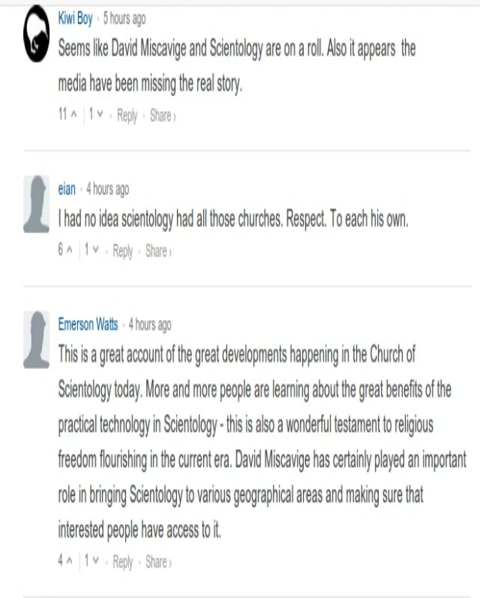 Kiwi Boy · 5 hours ago
Seems like David Miscavige and Scientology are on a roll. Also it appears the
media have been missing the real story.
11 ^ | 1 v · Reply · Share ›
eian · 4 hours ago
I had no idea scientology had all those churches. Respect. To each his own.
6 ^ | 1 v · Reply · Share ›
Emerson Watts · 4 hours ago
This is a great account of the great developments happening in the Church of
Scientology today. More and more people are learning about the great benefits of the
practical technology in Scientology - this is also a wonderful testament to religious
freedom flourishing in the current era. David Miscavige has certainly played an important
role in bringing Scientology to various geographical areas and making sure that
interested people have access to it.
4 ^ | 1 v · Reply · Share ›